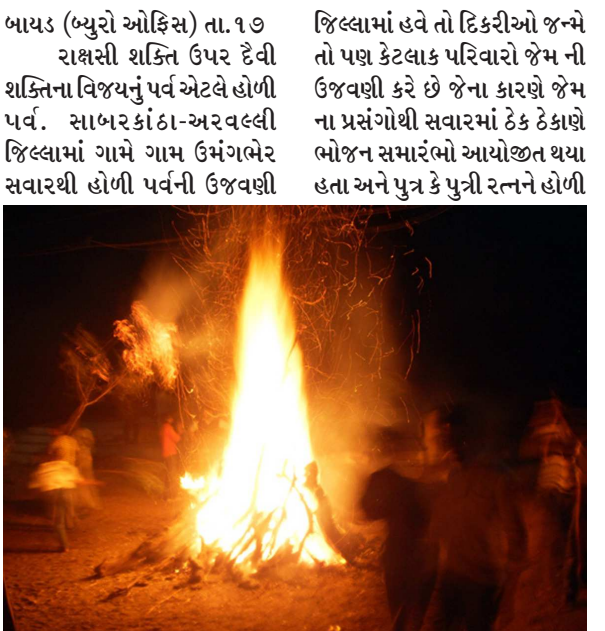 બાયડ (બ્યુરો ઓફિસ) તા.૧૭
રાક્ષસી શક્તિ ઉપર દૈવી
શક્તિના વિજયનું પર્વ એટલે હોળી
પર્વ. સાબરકાંઠા-અરવલ્લી
જિલ્લામાં ગામે ગામ ઉમંગભેર
સવારથી હોળી પર્વની ઉજવણી
જિલ્લામાં હવે તો દિકરીઓ જન્મે
તો પણ કેટલાક પરિવારો જેમ ની
ઉજવણી કરે છે જેના કારણે જેમ
ના પ્રસંગોથી સવારમાં ઠેક ઠેકાણે
ભોજન સમારંભો આયોજીત થયા
હતા અને પુત્ર કે પુત્રી રત્નને હોળી